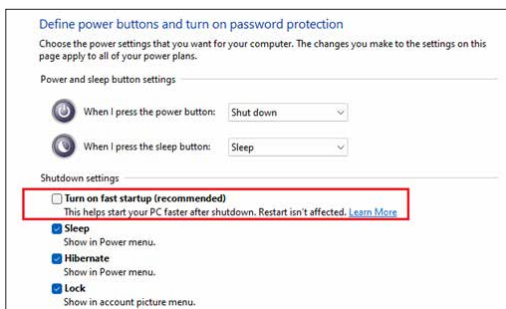 Define power buttons and turn on password protection
Choose the power settings that you want for your computer. The changes you make to the settings on this
page apply to all of your power plans.
Power and sleep button settings
When I press the power button: Shut down
When I press the sleep button: Sleep
Shutdown settings
Turn on fast startup (recommended)
This helps start your PC faster after shutdown. Restart isn't affected. Learn More
Sleep
Show in Power menu.
Hibernate
Show in Power menu.
Lock
Show in account picture menu.